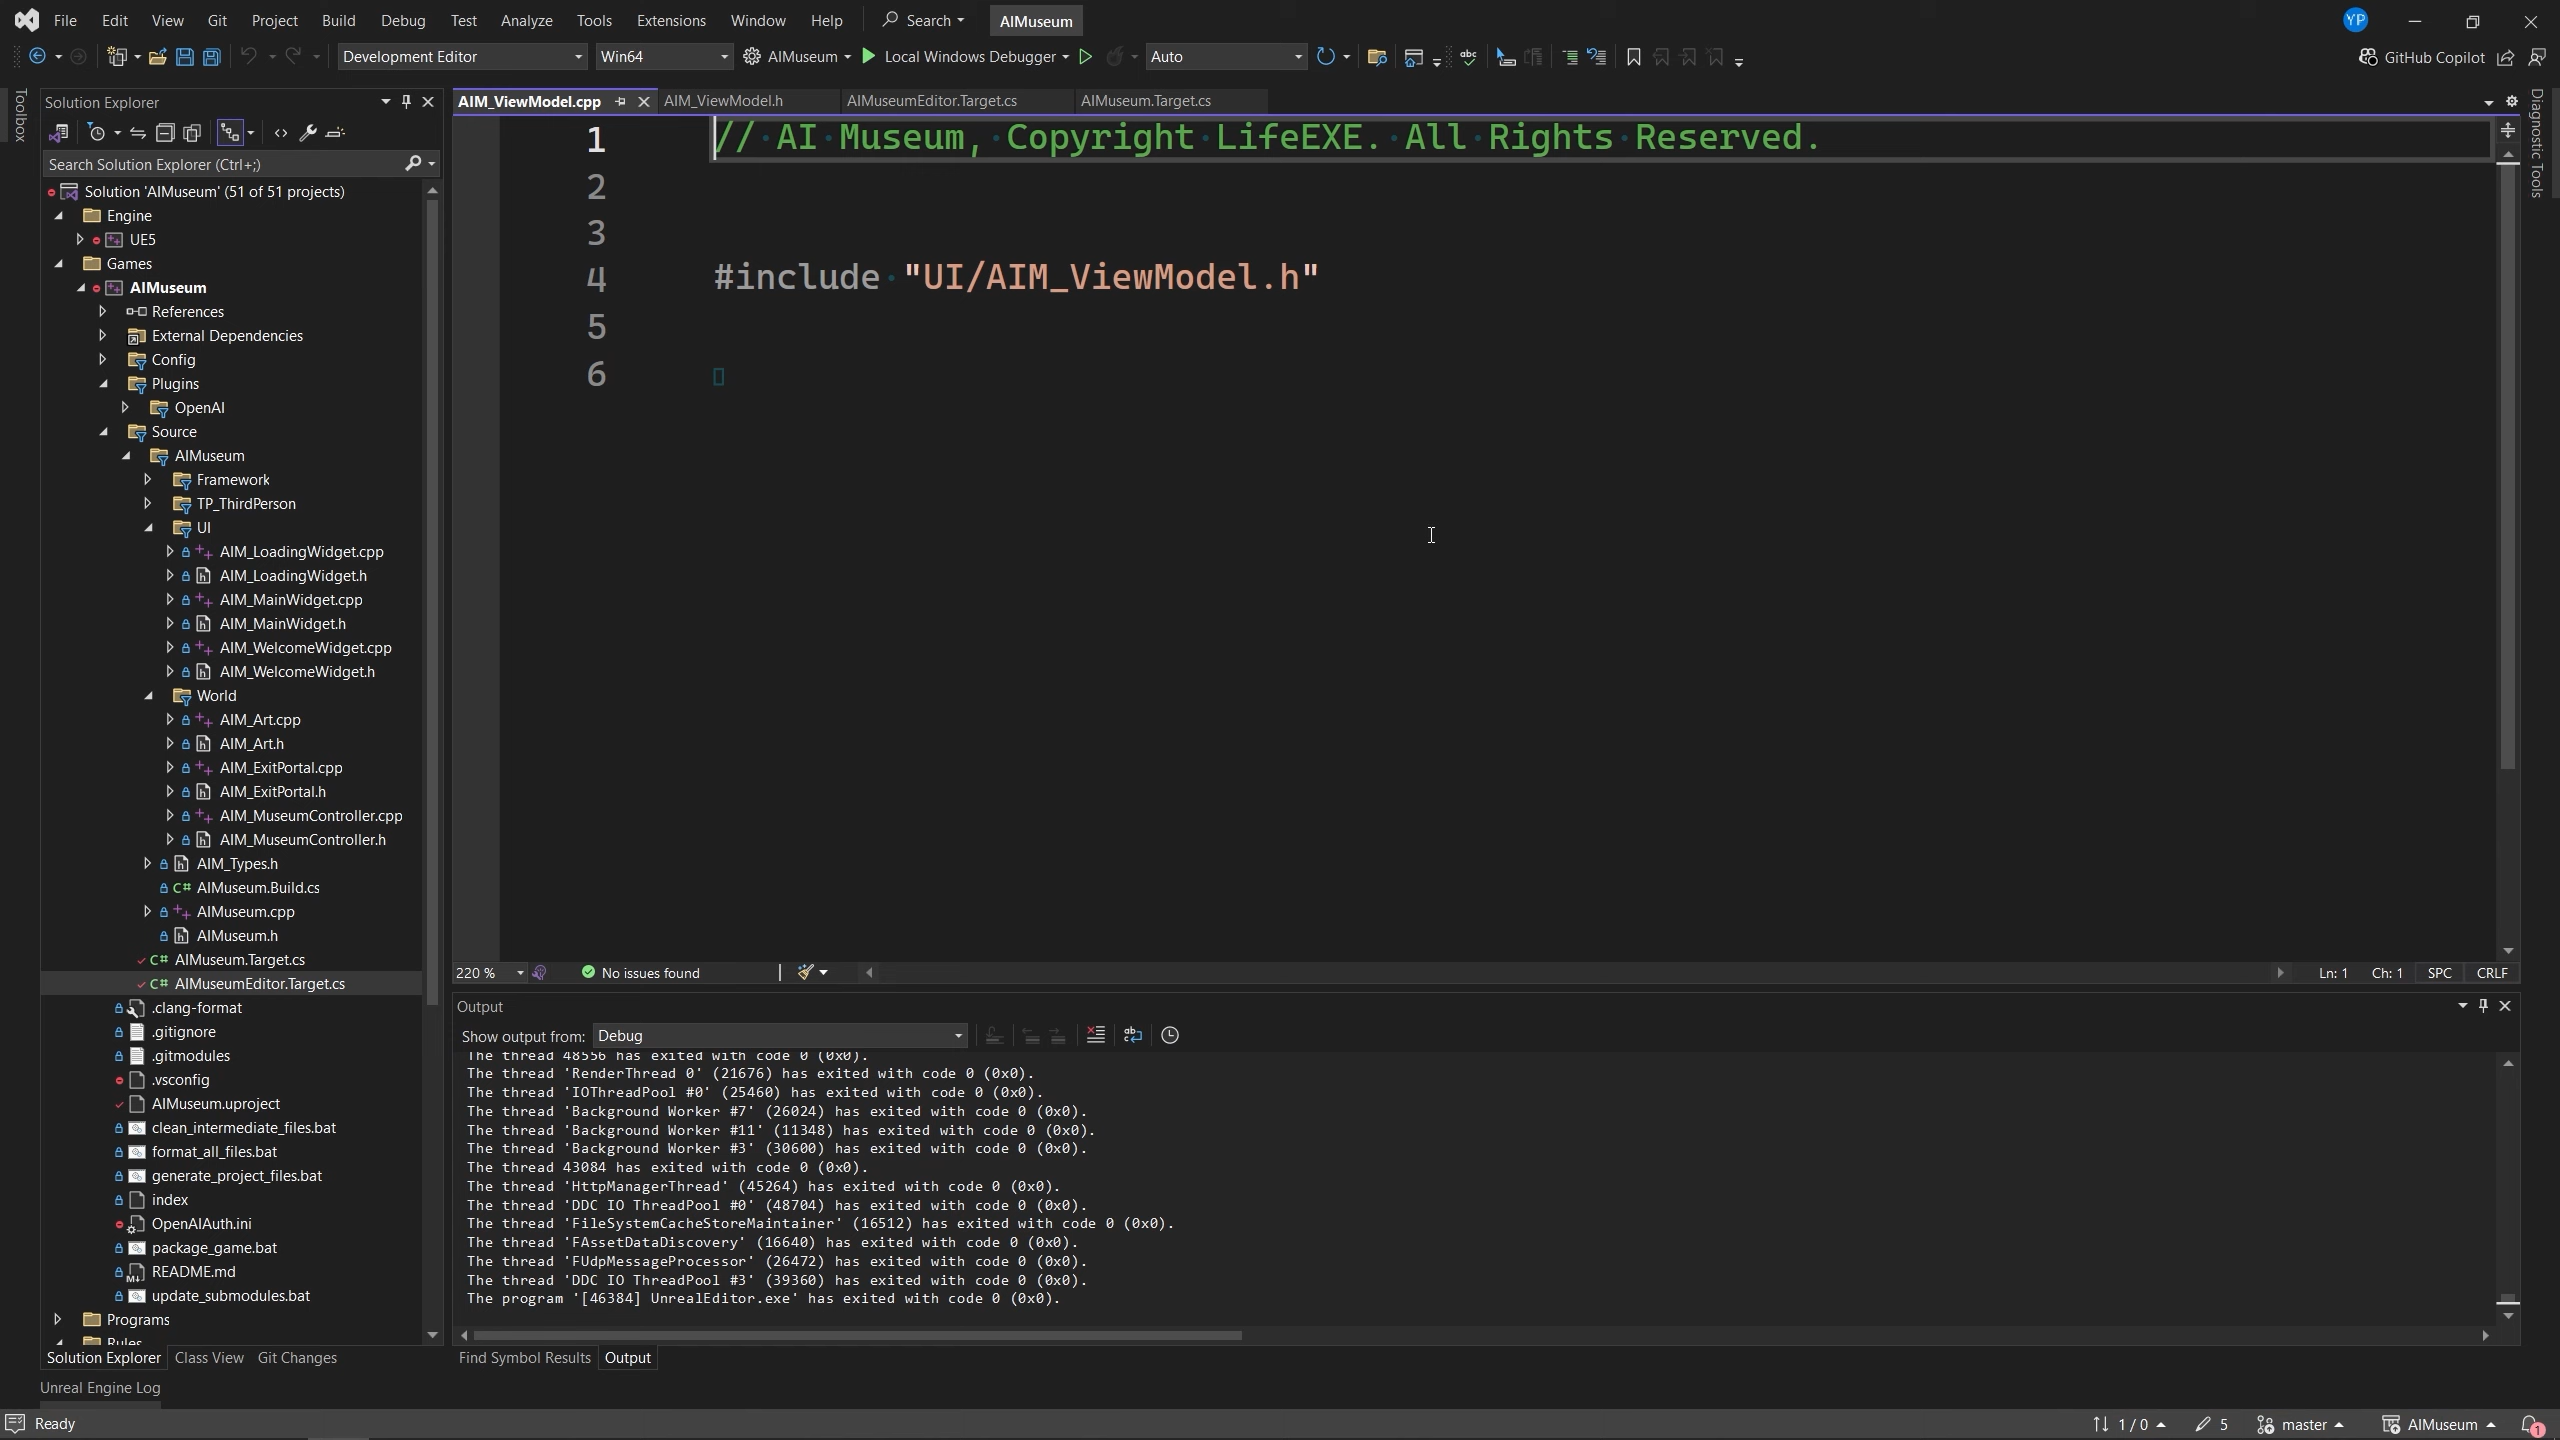 File Edit View Git Project Build Debug Test Analyze Tools Extensions Window Help Search AIMuseum YP
Development Editor Win64 AIMuseum Local Windows Debugger Auto GitHub Copilot
Toolbox
Solution Explorer
Search Solution Explorer (Ctrl+;)
Solution 'AIMuseum' (51 of 51 projects)
Engine
UE5
Games
AIMuseum
References
External Dependencies
Config
Plugins
OpenAI
Source
AIMuseum
Framework
TP_ThirdPerson
UI
AIM_LoadingWidget.cpp
AIM_LoadingWidget.h
AIM_MainWidget.cpp
AIM_MainWidget.h
AIM_WelcomeWidget.cpp
AIM_WelcomeWidget.h
World
AIM_Art.cpp
AIM_Art.h
AIM_ExitPortal.cpp
AIM_ExitPortal.h
AIM_MuseumController.cpp
AIM_MuseumController.h
AIM_Types.h
C# AIMuseum.Build.cs
AIMuseum.cpp
AIMuseum.h
C# AIMuseum.Target.cs
C# AIMuseumEditor.Target.cs
.clang-format
.gitignore
.gitmodules
.vsconfig
AIMuseum.uproject
clean_intermediate_files.bat
format_all_files.bat
generate_project_files.bat
index
OpenAIAuth.ini
package_game.bat
README.md
update_submodules.bat
Programs
Rules
Solution Explorer Class View Git Changes
Unreal Engine Log
AIM_ViewModel.cpp AIM_ViewModel.h AIMuseumEditor.Target.cs AIMuseum.Target.cs
1 // AI Museum, Copyright LifeEXE. All Rights Reserved.
2
3
4 #include "UI/AIM_ViewModel.h"
5
6
220 % No issues found Ln: 1 Ch: 1 SPC CRLF
Output
Show output from: Debug
The thread 48556 has exited with code 0 (0x0).
The thread 'RenderThread 0' (21676) has exited with code 0 (0x0).
The thread 'IOThreadPool #0' (25460) has exited with code 0 (0x0).
The thread 'Background Worker #7' (26024) has exited with code 0 (0x0).
The thread 'Background Worker #11' (11348) has exited with code 0 (0x0).
The thread 'Background Worker #3' (30600) has exited with code 0 (0x0).
The thread 43084 has exited with code 0 (0x0).
The thread 'HttpManagerThread' (45264) has exited with code 0 (0x0).
The thread 'DDC IO ThreadPool #0' (48704) has exited with code 0 (0x0).
The thread 'FileSystemCacheStoreMaintainer' (16512) has exited with code 0 (0x0).
The thread 'FAssetDataDiscovery' (16640) has exited with code 0 (0x0).
The thread 'FUdpMessageProcessor' (26472) has exited with code 0 (0x0).
The thread 'DDC IO ThreadPool #3' (39360) has exited with code 0 (0x0).
The program '[46384] UnrealEditor.exe' has exited with code 0 (0x0).
Find Symbol Results Output
Diagnostic Tools
Ready 1 / 0 5 master AIMuseum 1